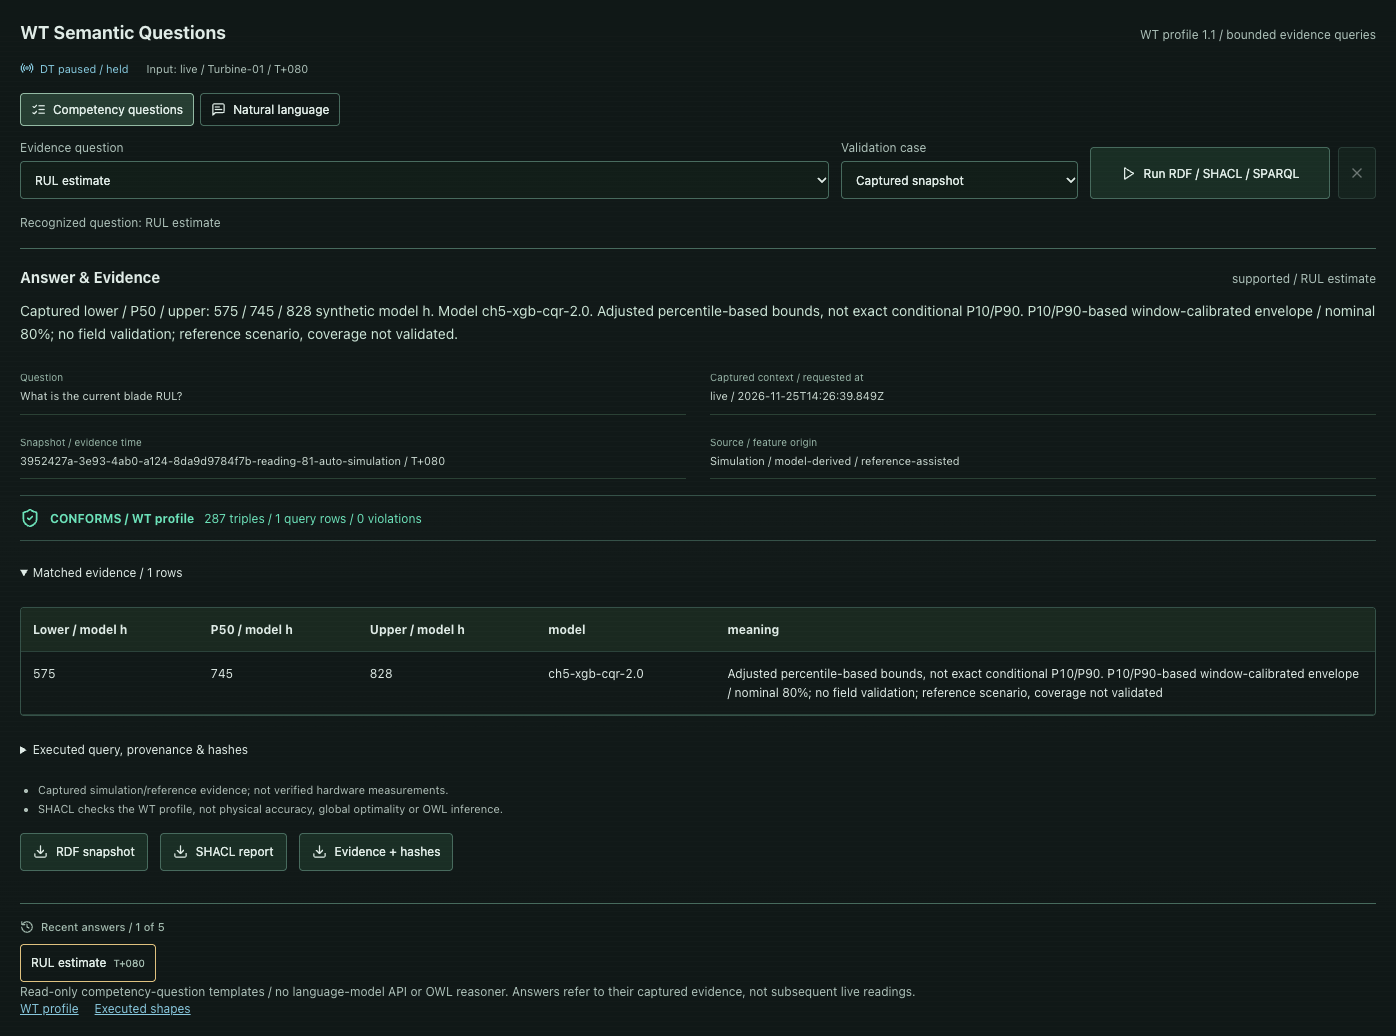 WT Semantic Questions
WT profile 1.1 / bounded evidence queries
DT paused / held Input: live / Turbine-01 / T+080
Competency questions Natural language
Evidence question
Validation case
RUL estimate
Captured snapshot
Run RDF / SHACL / SPARQL
Recognized question: RUL estimate
Answer & Evidence
supported / RUL estimate
Captured lower / P50 / upper: 575 / 745 / 828 synthetic model h. Model ch5-xgb-cqr-2.0. Adjusted percentile-based bounds, not exact conditional P10/P90. P10/P90-based window-calibrated envelope / nominal
80%; no field validation; reference scenario, coverage not validated.
Question
What is the current blade RUL?
Captured context / requested at
live / 2026-11-25T14:26:39.849Z
Snapshot / evidence time
3952427a-3e93-4ab0-a124-8da9d9784f7b-reading-81-auto-simulation / T+080
Source / feature origin
Simulation / model-derived / reference-assisted
CONFORMS / WT profile 287 triples / 1 query rows / 0 violations
Matched evidence / 1 rows
Lower / model h P50 / model h Upper / model h model meaning
575 745 828 ch5-xgb-cqr-2.0 Adjusted percentile-based bounds, not exact conditional P10/P90. P10/P90-based window-calibrated envelope
/ nominal 80%; no field validation; reference scenario, coverage not validated
Executed query, provenance & hashes
• Captured simulation/reference evidence; not verified hardware measurements.
• SHACL checks the WT profile, not physical accuracy, global optimality or OWL inference.
RDF snapshot SHACL report Evidence + hashes
Recent answers / 1 of 5
RUL estimate T+080
Read-only competency-question templates / no language-model API or OWL reasoner. Answers refer to their captured evidence, not subsequent live readings.
WT profile Executed shapes